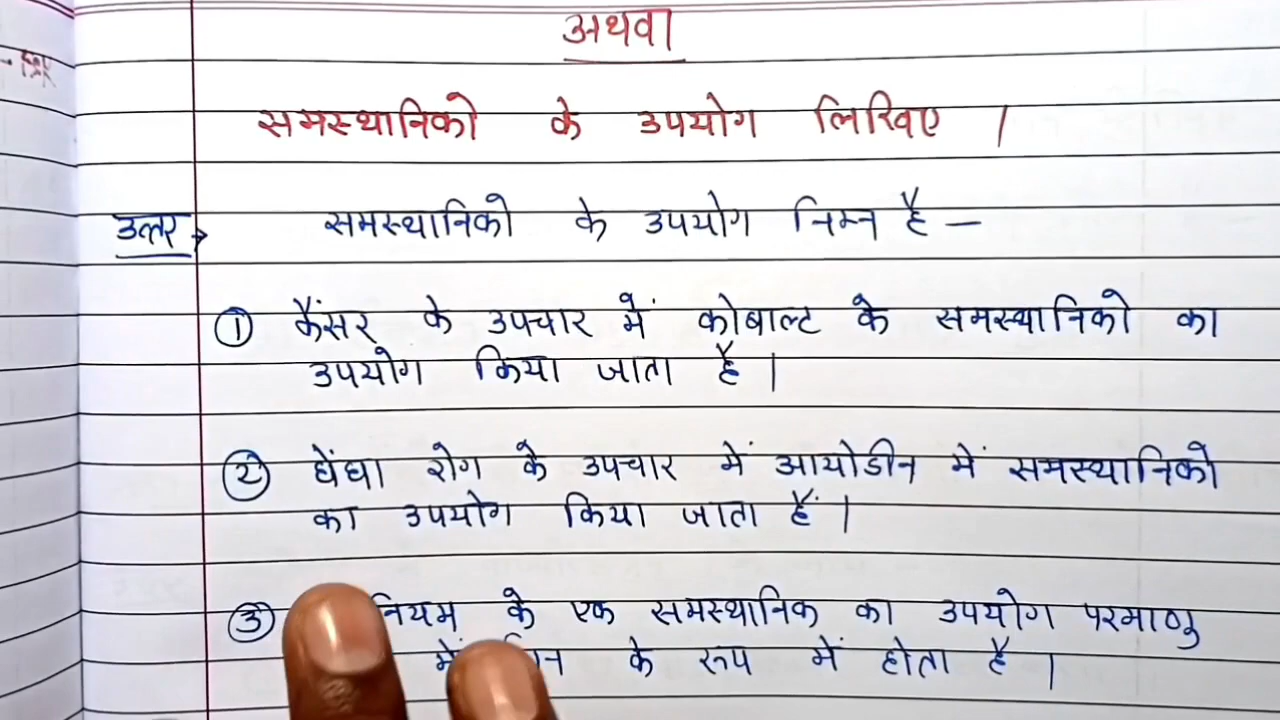 अथवा
समस्थानिको के उपयोग लिखिए ।
उत्तर → समस्थानिको के उपयोग निम्न है –
① कैंसर के उपचार में कोबाल्ट के समस्थानिको का
उपयोग किया जाता है ।
② घेंघा रोग के उपचार में आयोडीन में समस्थानिको
का उपयोग किया जाता हैं ।
③ के एक समस्थानिक का उपयोग परमाणु
में के रूप में होता है ।